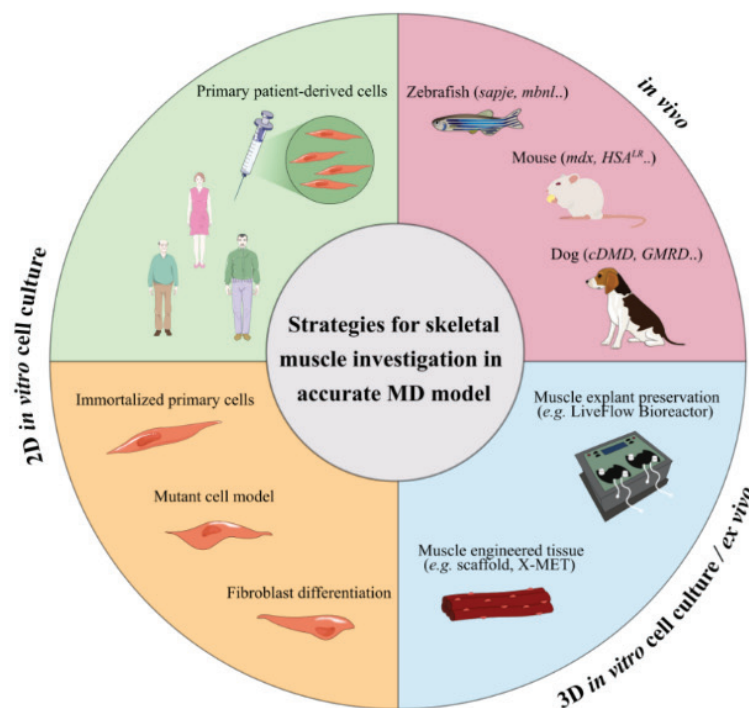 Primary patient-derived cells
Zebrafish (sapje, mbnl..)
in vivo
Mouse (mdx, HSA^LR..)
Dog (cDMD, GMRD..)
Strategies for skeletal
muscle investigation in
accurate MD model
2D in vitro cell culture
Immortalized primary cells
Mutant cell model
Fibroblast differentiation
Muscle explant preservation
(e.g. LiveFlow Bioreactor)
Muscle engineered tissue
(e.g. scaffold, X-MET)
3D in vitro cell culture / ex vivo